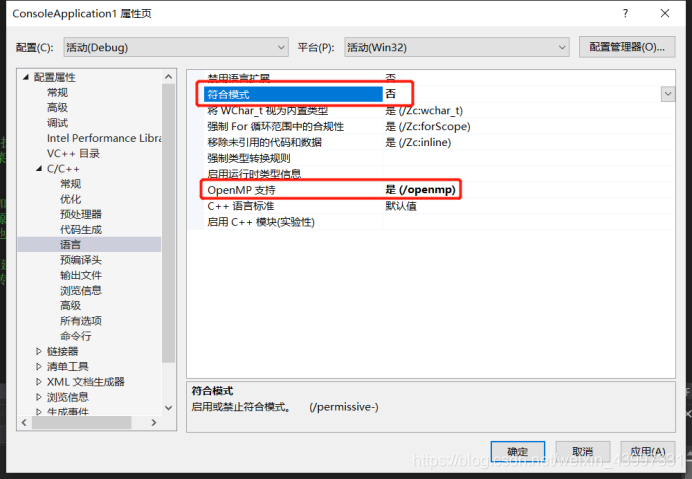 ConsoleApplication1 属性页
?
配置(C):
活动(Debug)
平台(P):
活动(Win32)
配置管理器(O)...
配置属性
常规
高级
调试
Intel Performance Libra
VC++ 目录
C/C++
常规
优化
预处理器
代码生成
语言
预编译头
输出文件
浏览信息
高级
所有选项
命令行
链接器
清单工具
XML 文档生成器
浏览信息
生成事件
禁用语言扩展 否
符合模式 否
将 WChar_t 视为内置类型 是 (/Zc:wchar_t)
强制 For 循环范围中的合规性 是 (/Zc:forScope)
移除未引用的代码和数据 是 (/Zc:inline)
强制类型转换规则
启用运行时类型信息
OpenMP 支持 是 (/openmp)
C++ 语言标准 默认值
启用 C++ 模块(实验性)
符合模式
启用或禁止符合模式。 (/permissive-)
确定
取消
应用(A)